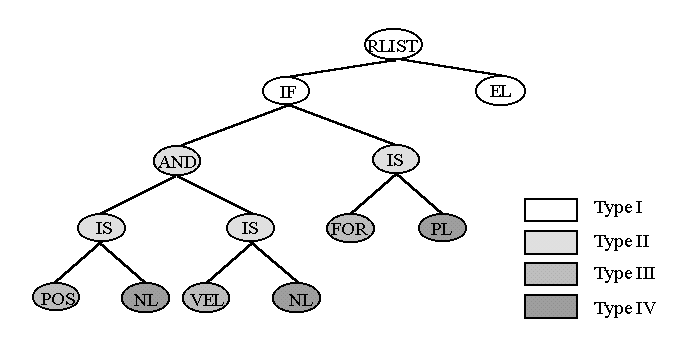 RLIST
IF
EL
AND
IS
IS
IS
FOR
PL
POS
NL
VEL
NL
Type I
Type II
Type III
Type IV